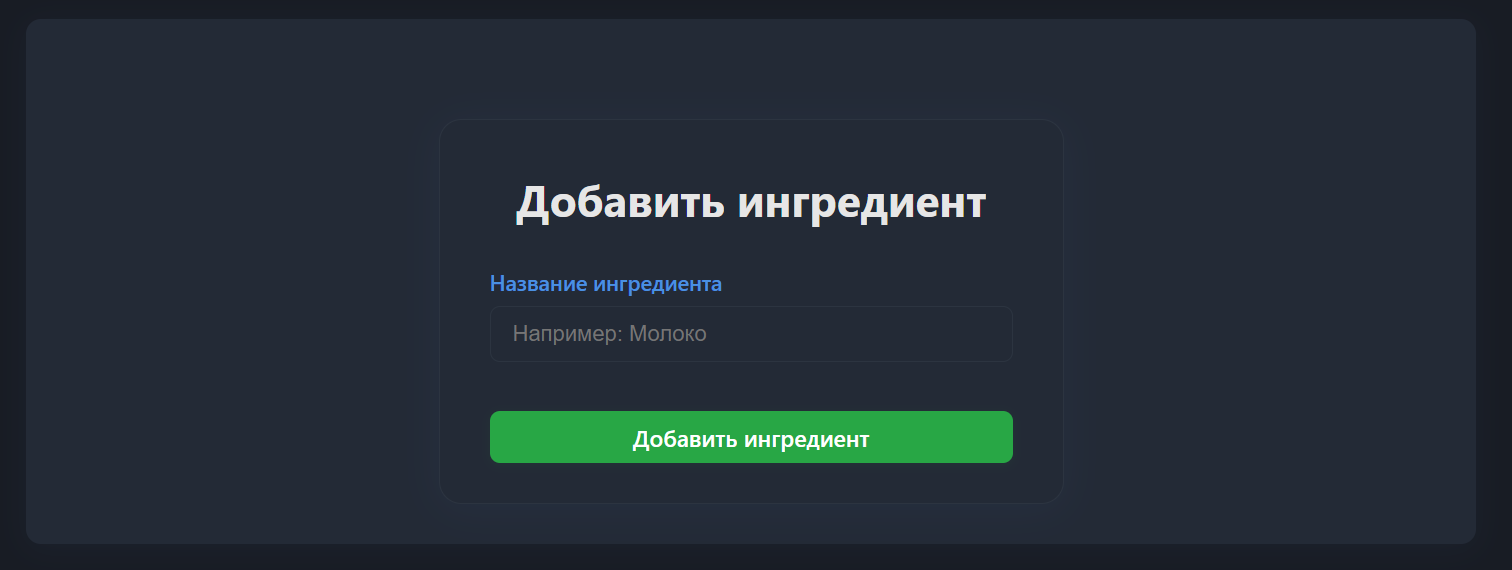 Добавить ингредиент
Название ингредиента
Например: Молоко
Добавить ингредиент